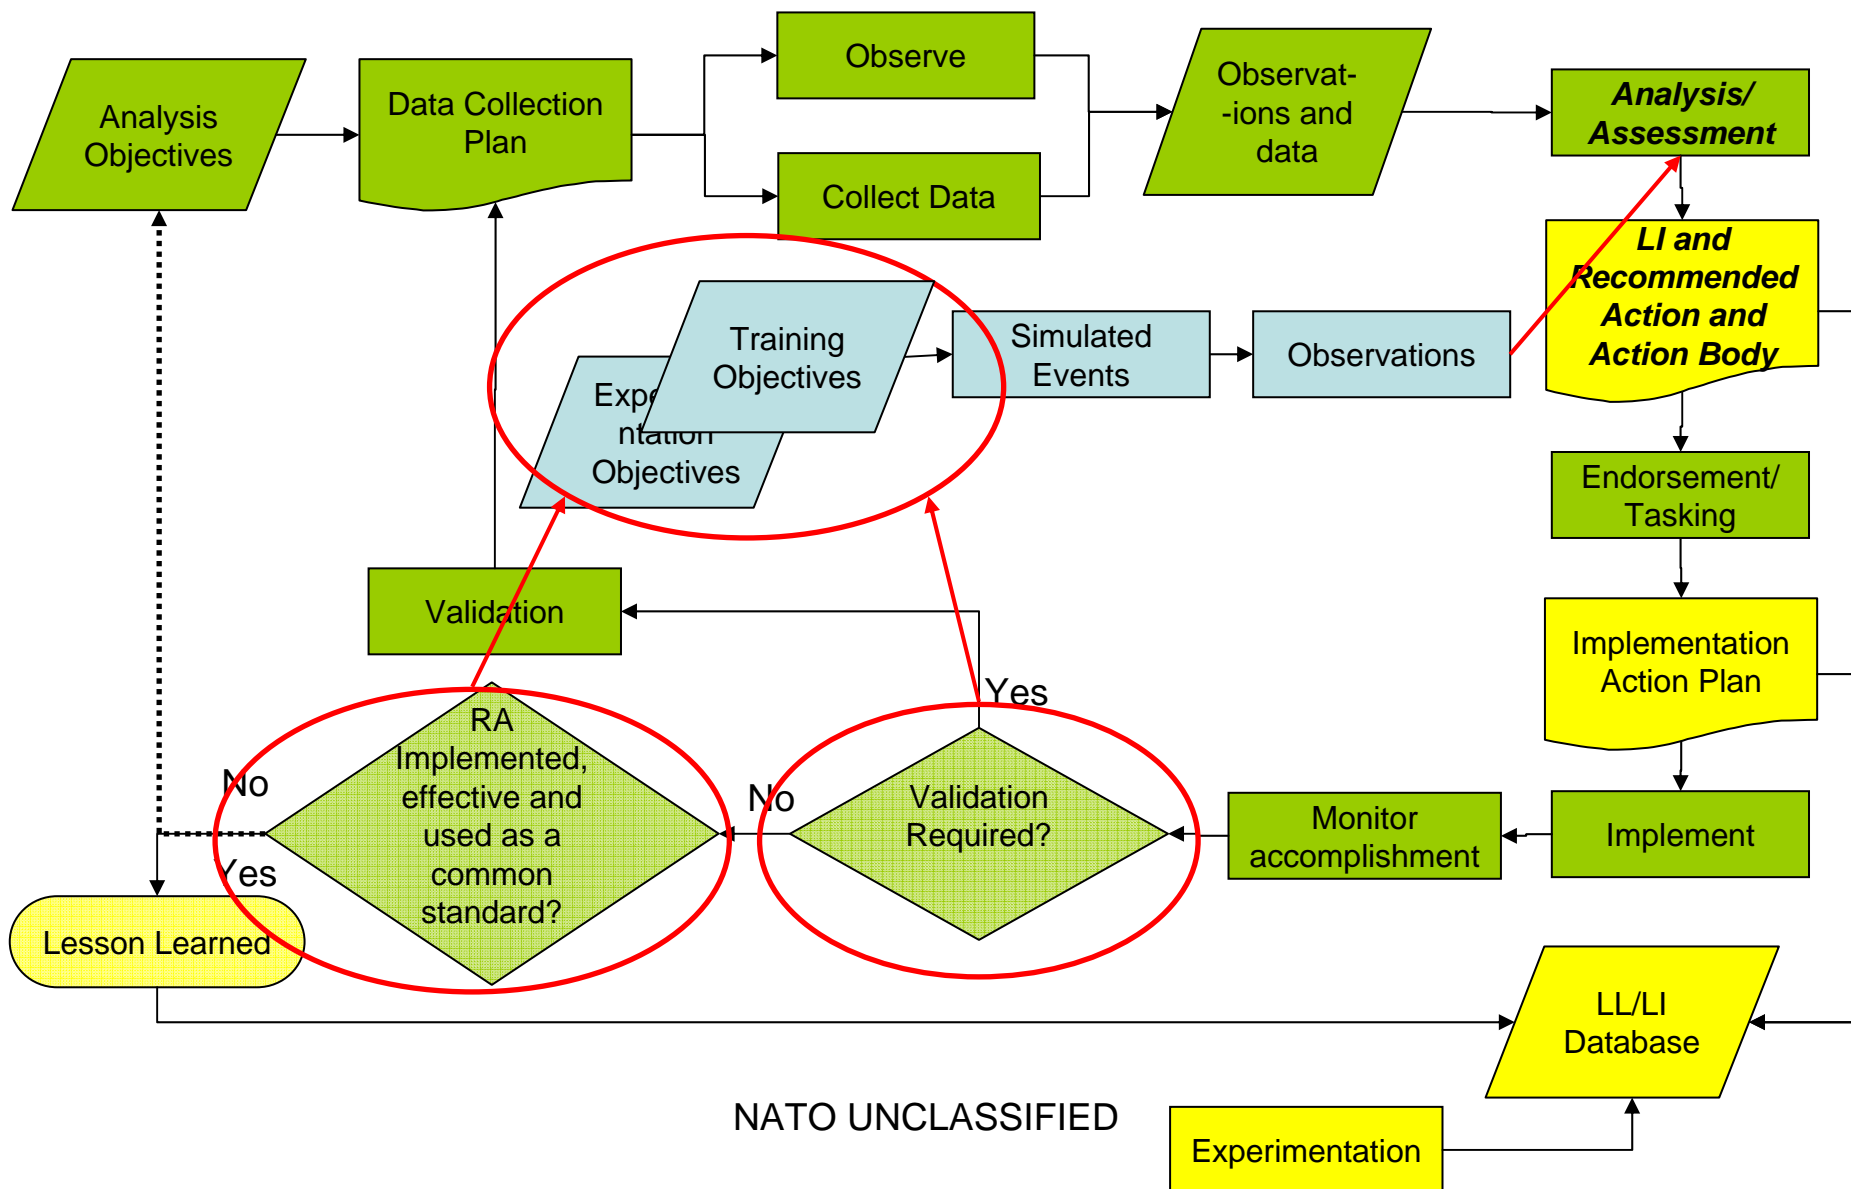 Analysis
Objectives
Data Collection
Plan
Observe
Collect Data
Observat-
-ions and
data
Analysis/
Assessment
LI and
Recommended
Action and
Action Body
Training
Objectives
Simulated
Events
Observations
Expe
ntation
Objectives
Endorsement/
Tasking
Validation
Implementation
Action Plan
Yes
RA
Implemented,
effective and
used as a
common
standard?
No
Yes
No
Validation
Required?
Monitor
accomplishment
Implement
Lesson Learned
LL/LI
Database
NATO UNCLASSIFIED
Experimentation